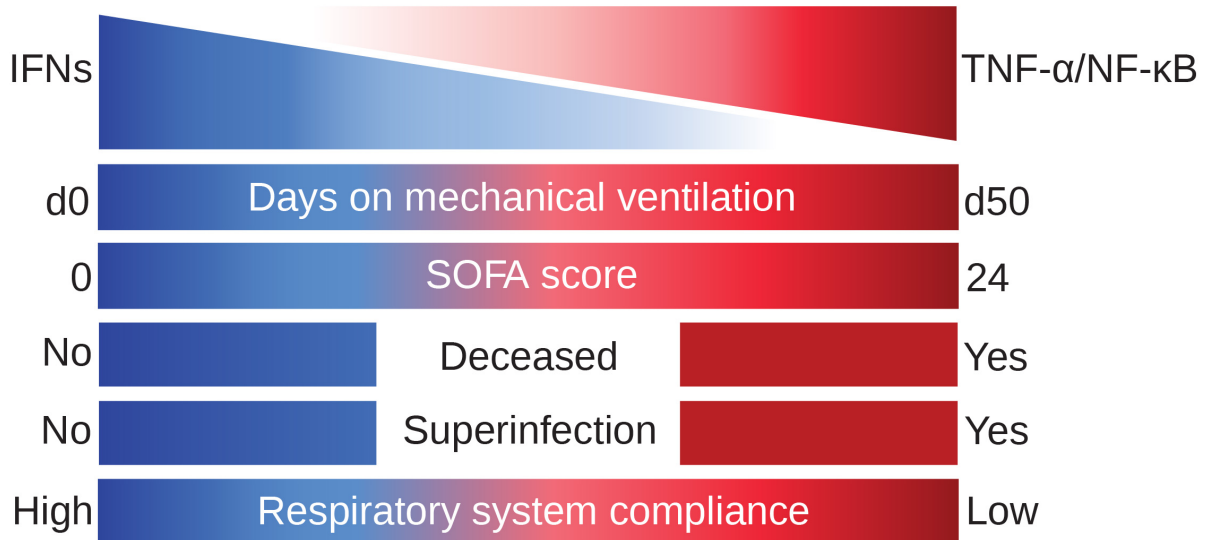 IFNs TNF-α/NF-κB
d0 Days on mechanical ventilation d50
0 SOFA score 24
No Deceased Yes
No Superinfection Yes
High Respiratory system compliance Low